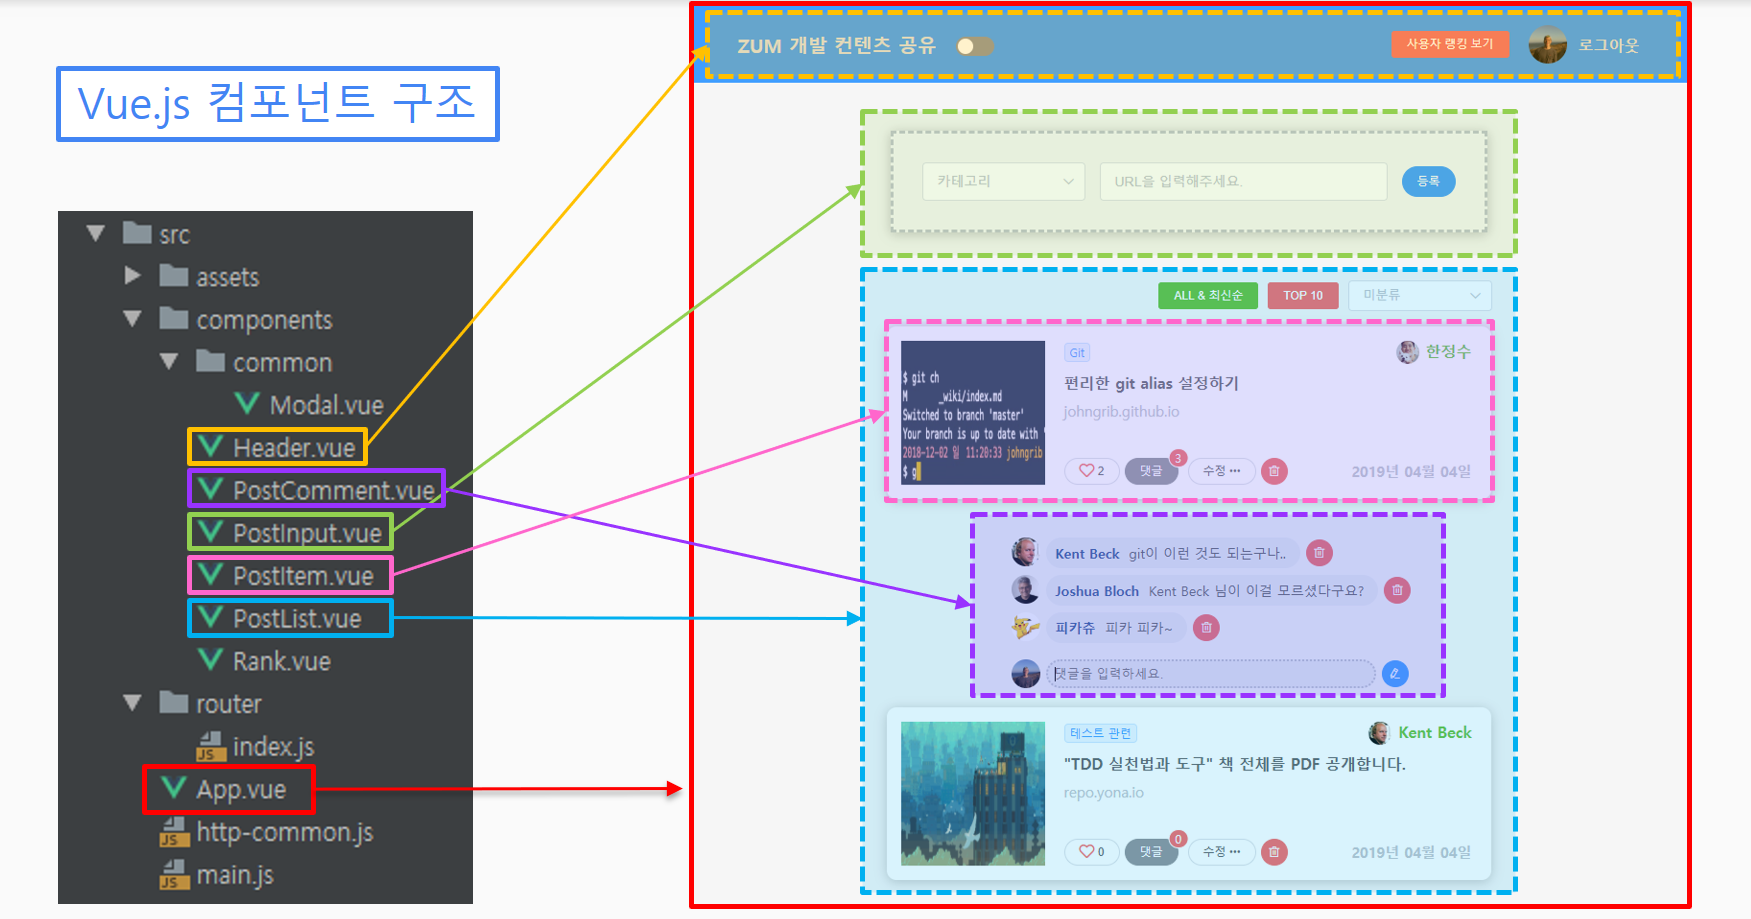 Vue.js 컴포넌트 구조
src
assets
components
common
Modal.vue
Header.vue
PostComment.vue
PostInput.vue
PostItem.vue
PostList.vue
Rank.vue
router
JS index.js
App.vue
JS http-common.js
JS main.js
ZUM 개발 컨텐츠 공유
사용자 랭킹 보기
로그아웃
카테고리
URL을 입력해주세요.
등록
ALL & 최신순
TOP 10
미분류
$ git ch
M _wiki/index.md
Switched to branch 'master'
Your branch is up to date with '
2018-12-02 일 11:20:33 johngrib
$ g
Git
한정수
편리한 git alias 설정하기
johngrib.github.io
2
댓글
3
수정 ···
2019년 04월 04일
Kent Beck git이 이런 것도 되는구나..
Joshua Bloch Kent Beck 님이 이걸 모르셨다구요?
피카츄 피카 피카~
댓글을 입력하세요.
테스트 관련
Kent Beck
"TDD 실천법과 도구" 책 전체를 PDF 공개합니다.
repo.yona.io
0
댓글
0
수정 ···
2019년 04월 04일